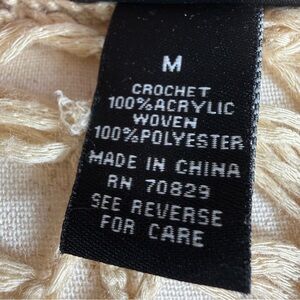 M
CROCHET
100%ACRYLIC
WOVEN
100%POLYESTER
MADE IN CHINA
RN 70829
SEE REVERSE
FOR CARE